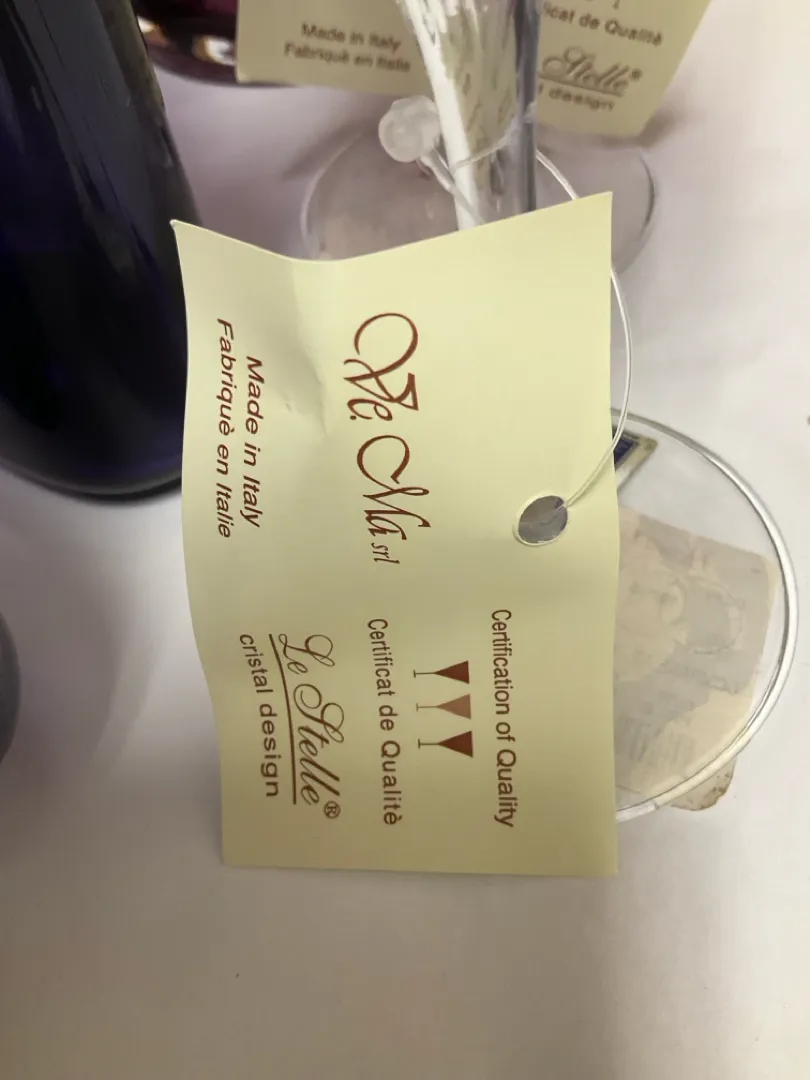 Ve. Ma srl
Made in Italy
Fabriquè en Italie
Certification of Quality
Certificat de Qualitè
Le Stelle®
cristal design
Made in Italy
Fabriquè en Italie
icat de Qualitè
Stelle®
design